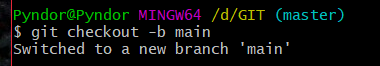 Pyndor@Pyndor MINGW64 /d/GIT (master)
$ git checkout -b main
Switched to a new branch 'main'